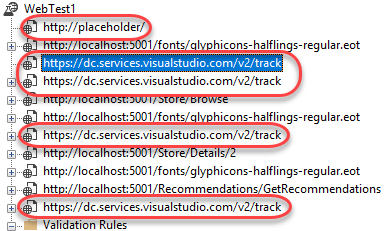 WebTest1
http://placeholder/
http://localhost:5001/fonts/glyphicons-halflings-regular.eot
https://dc.services.visualstudio.com/v2/track
https://dc.services.visualstudio.com/v2/track
http://localhost:5001/Store/Browse
http://localhost:5001/fonts/glyphicons-halflings-regular.eot
https://dc.services.visualstudio.com/v2/track
http://localhost:5001/Store/Details/2
http://localhost:5001/fonts/glyphicons-halflings-regular.eot
http://localhost:5001/Recommendations/GetRecommendations
https://dc.services.visualstudio.com/v2/track
Validation Rules